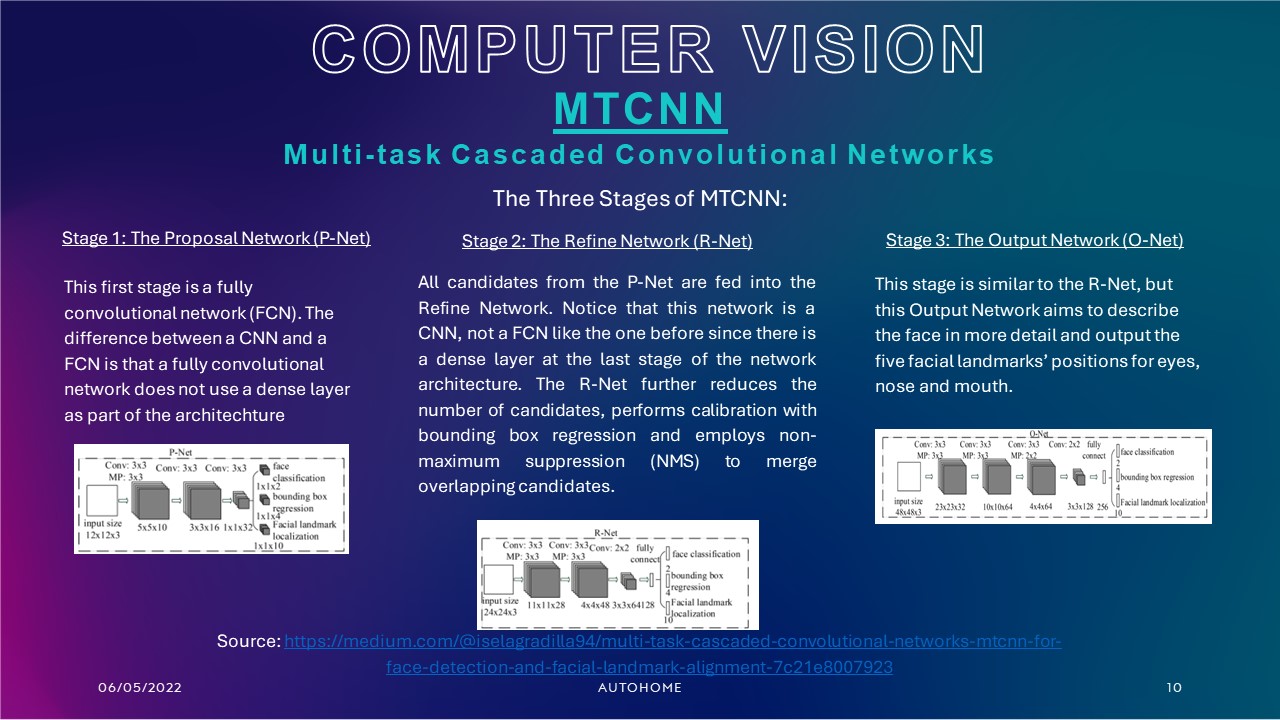 COMPUTER VISION
MTCNN
Multi-task Cascaded Convolutional Networks
The Three Stages of MTCNN:
Stage 1: The Proposal Network (P-Net)
This first stage is a fully
convolutional network (FCN). The
difference between a CNN and a
FCN is that a fully convolutional
network does not use a dense layer
as part of the architechture
P-Net
Conv: 3x3 Conv: 3x3 Conv: 3x3
MP: 3x3
face
classification
1x1x2
bounding box
regression
1x1x4
Facial landmark
localization
1x1x10
input size
12x12x3
5x5x10
3x3x16
1x1x32
Stage 2: The Refine Network (R-Net)
All candidates from the P-Net are fed into the
Refine Network. Notice that this network is a
CNN, not a FCN like the one before since there is
a dense layer at the last stage of the network
architecture. The R-Net further reduces the
number of candidates, performs calibration with
bounding box regression and employs non-
maximum suppression (NMS) to merge
overlapping candidates.
R-Net
Conv: 3x3 Conv: 3x3 Conv: 2x2 fully
MP: 3x3 MP: 3x3 connect
face classification
2
bounding box
regression
4
Facial landmark
localization
10
input size
24x24x3
11x11x28
4x4x48
3x3x64
128
Stage 3: The Output Network (O-Net)
This stage is similar to the R-Net, but
this Output Network aims to describe
the face in more detail and output the
five facial landmarks’ positions for eyes,
nose and mouth.
O-Net
Conv: 3x3 Conv: 3x3 Conv: 3x3 Conv: 2x2 fully
MP: 3x3 MP: 3x3 MP: 2x2 connect
face classification
2
bounding box regression
4
Facial landmark localization
10
input size
48x48x3
23x23x32
10x10x64
4x4x64
3x3x128
256
Source: https://medium.com/@iselagradilla94/multi-task-cascaded-convolutional-networks-mtcnn-for-
face-detection-and-facial-landmark-alignment-7c21e8007923
06/05/2022
AUTOHOME
10